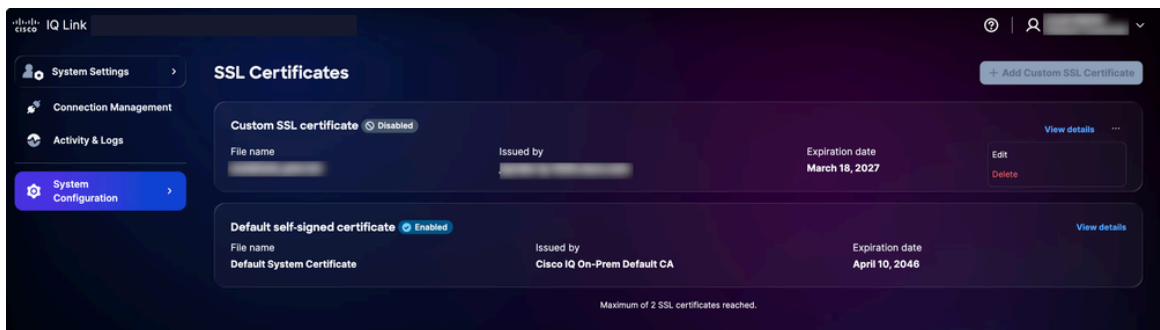 cisco IQ Link
System Settings
Connection Management
Activity & Logs
System
Configuration
SSL Certificates
+ Add Custom SSL Certificate
Custom SSL certificate Disabled
View details ...
File name
Issued by
Expiration date
March 18, 2027
Edit
Delete
Default self-signed certificate Enabled
View details
File name
Issued by
Expiration date
Default System Certificate
Cisco IQ On-Prem Default CA
April 10, 2046
Maximum of 2 SSL certificates reached.